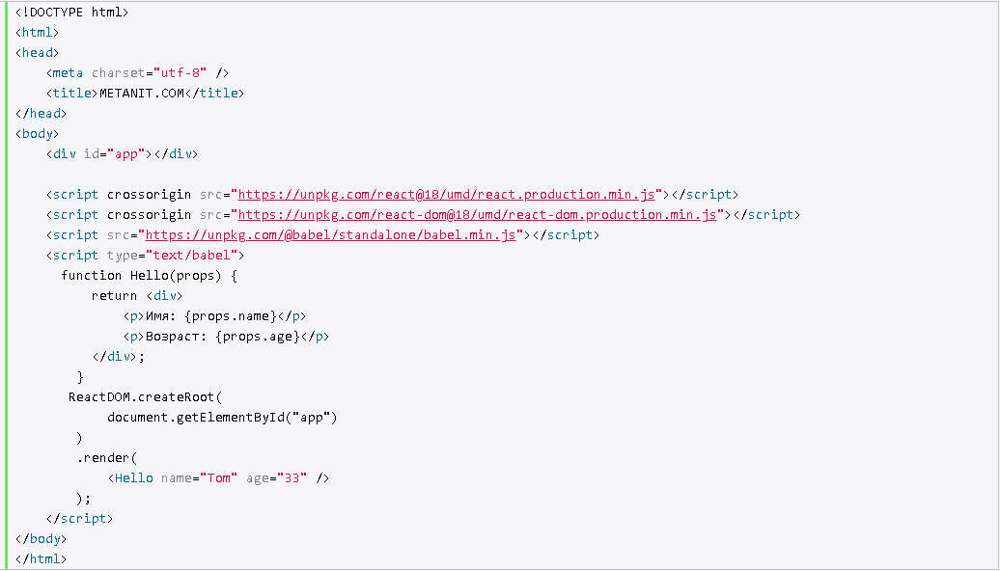 <!DOCTYPE html>
<html>
<head>
    <meta charset="utf-8" />
    <title>METANIT.COM</title>
</head>
<body>
    <div id="app"></div>

    <script crossorigin src="https://unpkg.com/react@18/umd/react.production.min.js"></script>
    <script crossorigin src="https://unpkg.com/react-dom@18/umd/react-dom.production.min.js"></script>
    <script src="https://unpkg.com/@babel/standalone/babel.min.js"></script>
    <script type="text/babel">
      function Hello(props) {
          return <div>
              <p>Имя: {props.name}</p>
              <p>Возраст: {props.age}</p>
          </div>;
        }
       ReactDOM.createRoot(
            document.getElementById("app")
        )
        .render(
            <Hello name="Tom" age="33" />
        );
    </script>
</body>
</html>